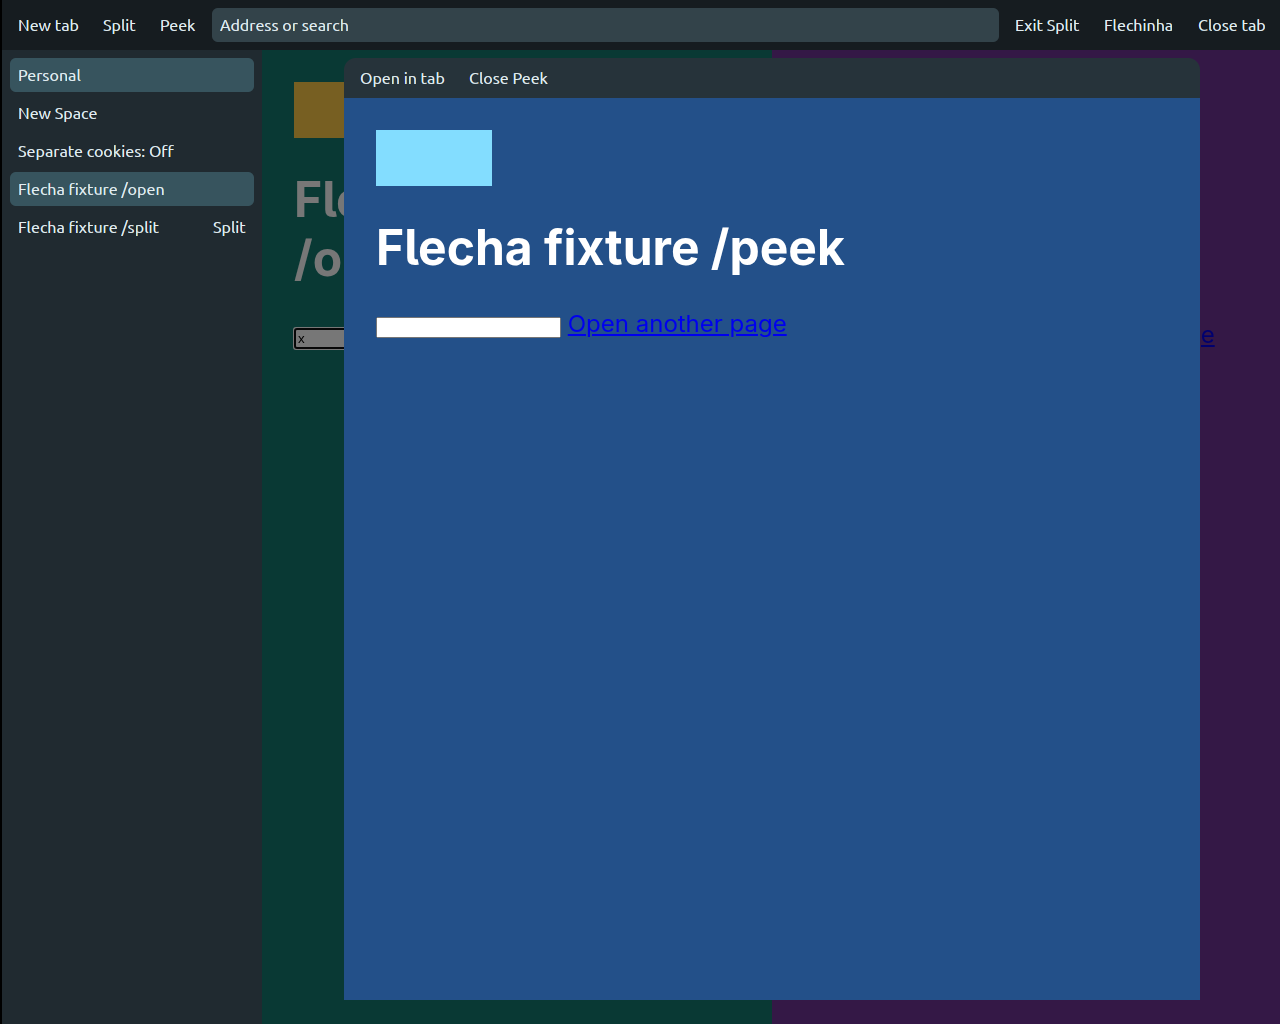 New tab Split Peek Address or search Exit Split Flechinha Close tab
Personal
New Space
Separate cookies: Off
Flecha fixture /open
Flecha fixture /split Split
Open in tab Close Peek
Flecha fixture /peek
Open another page
Fle
/o
x
e